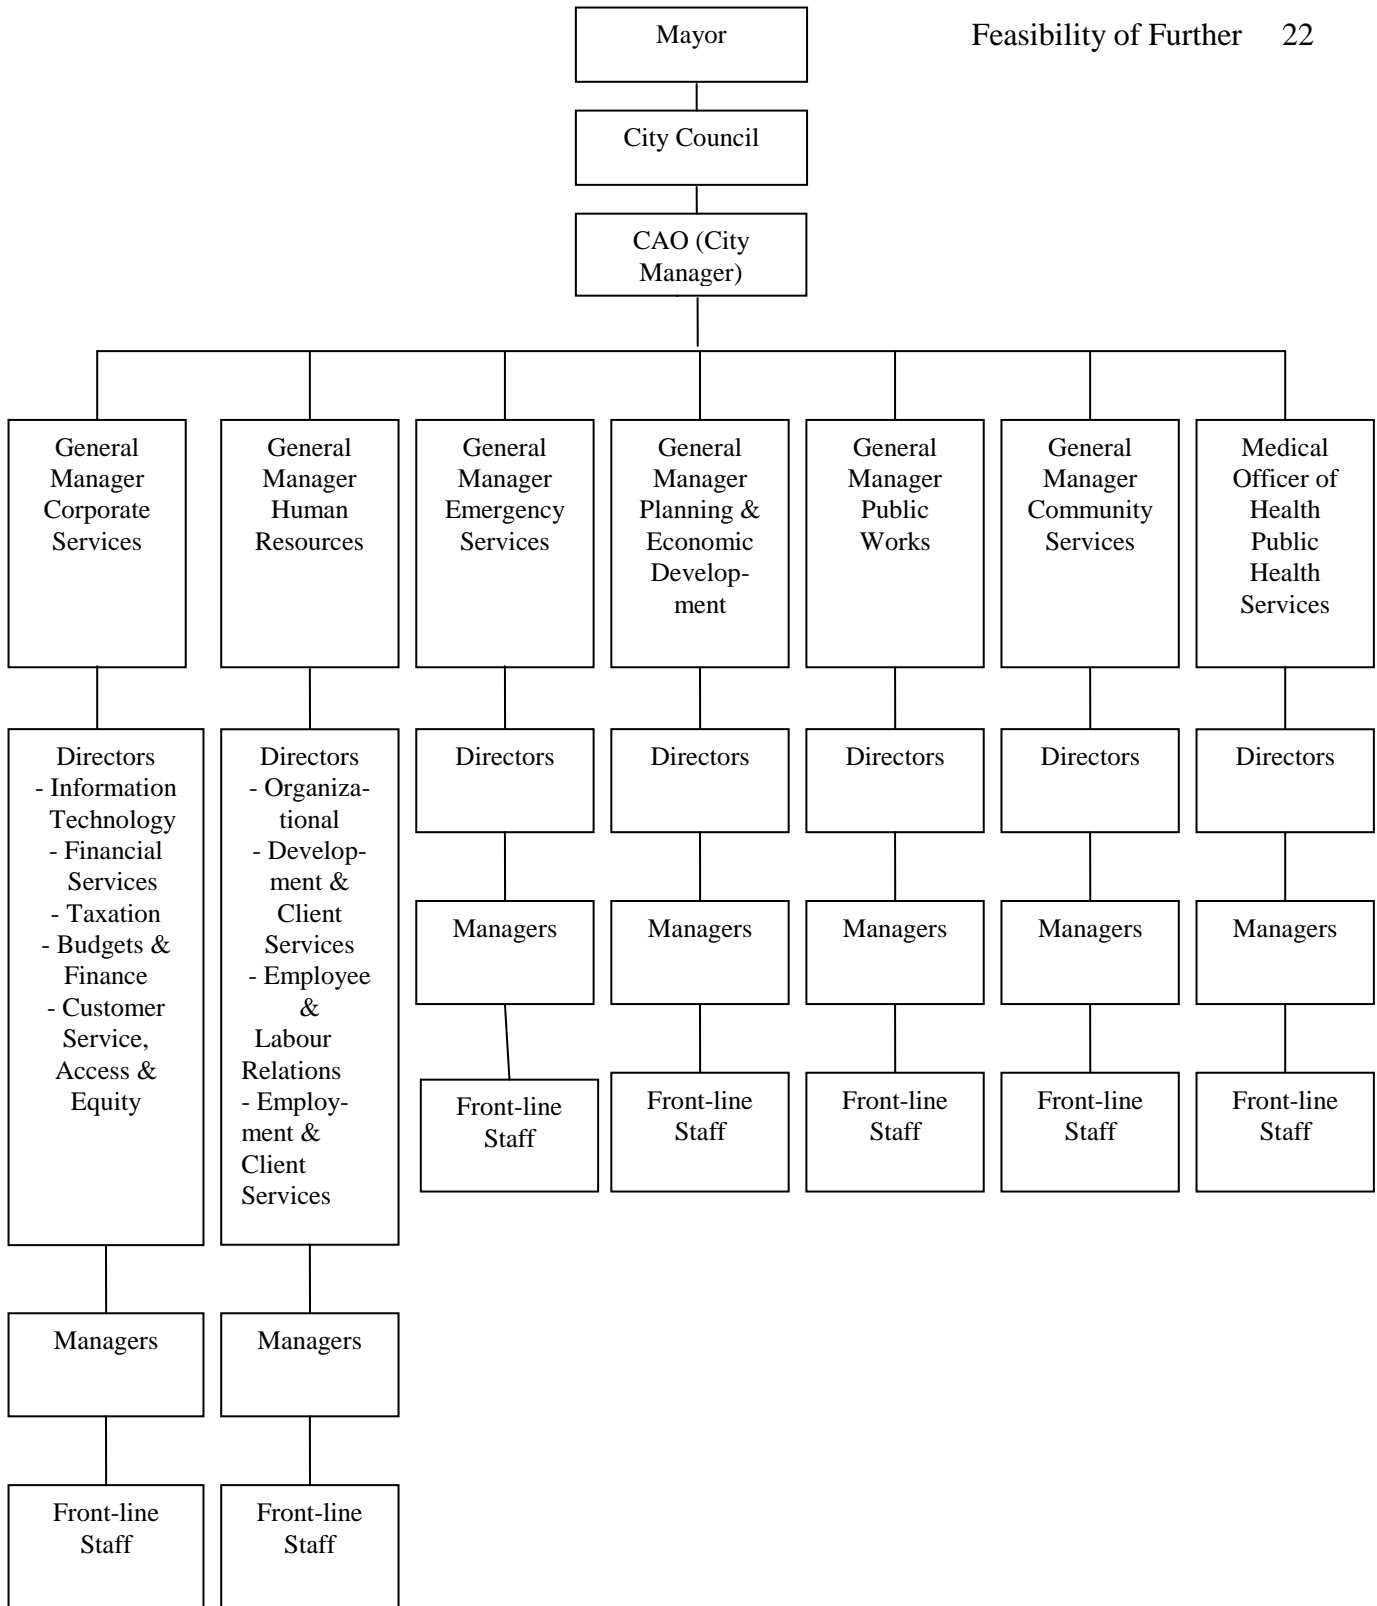 Feasibility of Further 22
Mayor
City Council
CAO (City
Manager)
General
Manager
Corporate
Services
General
Manager
Human
Resources
General
Manager
Emergency
Services
General
Manager
Planning &
Economic
Develop-
ment
General
Manager
Public
Works
General
Manager
Community
Services
Medical
Officer of
Health
Public
Health
Services
Directors
- Information
Technology
- Financial
Services
- Taxation
- Budgets &
Finance
- Customer
Service,
Access &
Equity
Directors
- Organiza-
tional
- Develop-
ment &
Client
Services
- Employee
&
Labour
Relations
- Employ-
ment &
Client
Services
Directors
Directors
Directors
Directors
Directors
Managers
Managers
Managers
Managers
Managers
Front-line
Staff
Front-line
Staff
Front-line
Staff
Front-line
Staff
Front-line
Staff
Managers
Managers
Front-line
Staff
Front-line
Staff